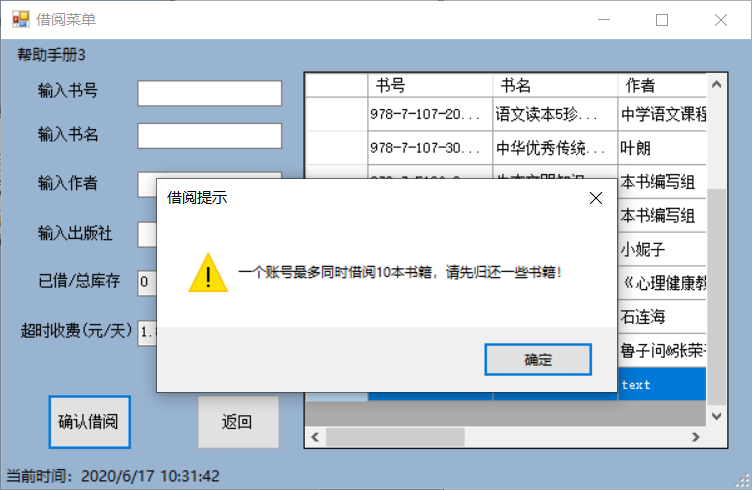 借阅菜单
帮助手册3
输入书号
输入书名
输入作者
输入出版社
已借/总库存 0
超时收费(元/天)
确认借阅
返回
书号 书名 作者
978-7-107-20... 语文读本5珍... 中学语文课程
978-7-107-30... 中华优秀传统... 叶朗
本书编写组
本书编写组
小妮子
《心理健康教
石连海
鲁子问&张荣
text
借阅提示
一个账号最多同时借阅10本书籍，请先归还一些书籍！
确定
当前时间：2020/6/17 10:31:42